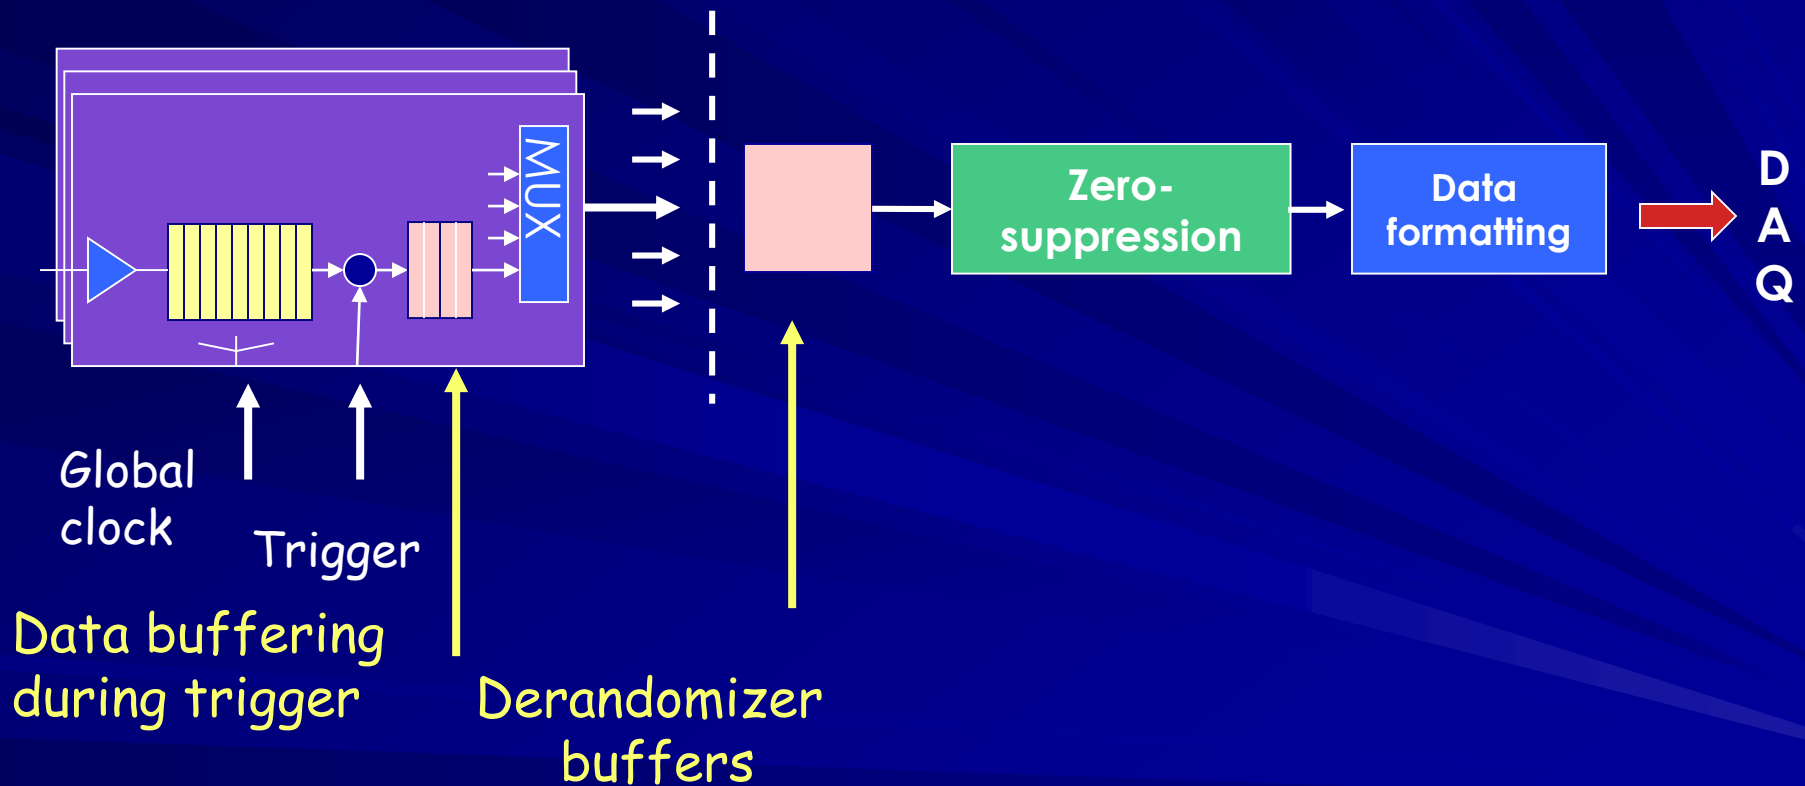 MUX
Zero-
suppression
Data
formatting
D
A
Q
Global
clock
Trigger
Data buffering
during trigger
Derandomizer
buffers